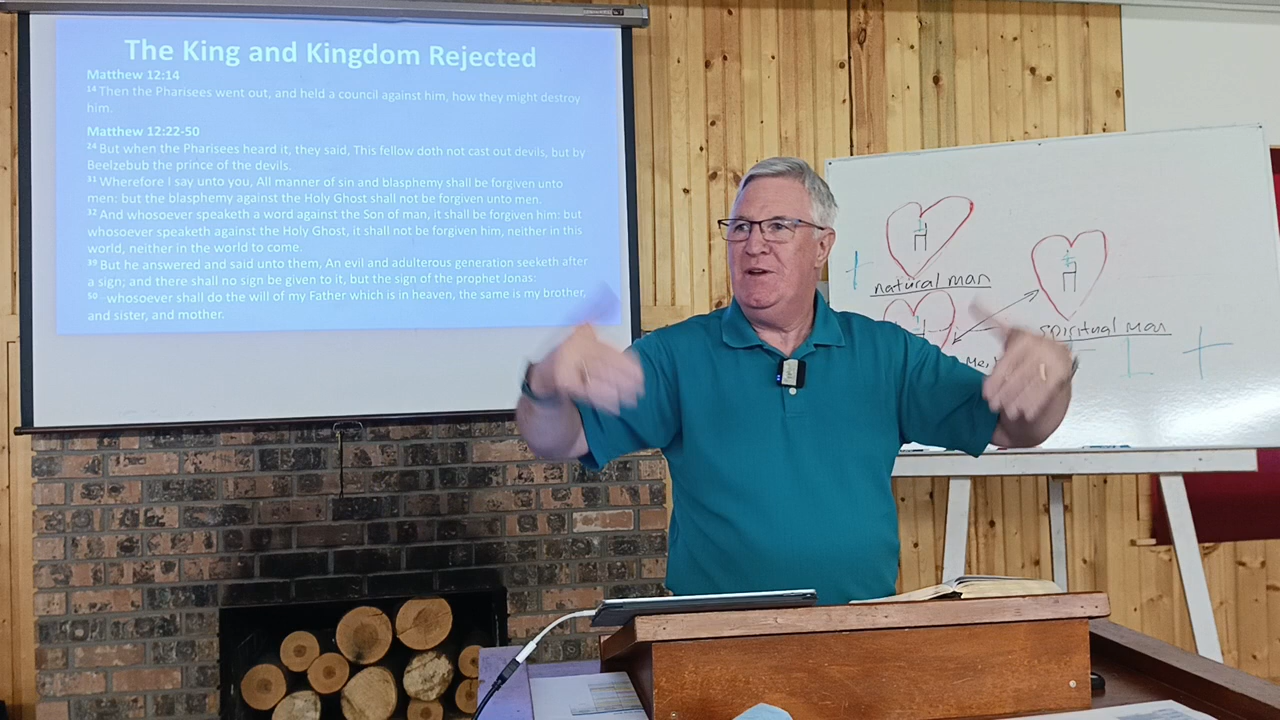 The King and Kingdom Rejected
Matthew 12:14
14 Then the Pharisees went out, and held a council against him, how they might destroy
him.
Matthew 12:22-50
24 But when the Pharisees heard it, they said, This fellow doth not cast out devils, but by
Beelzebub the prince of the devils.
31 Wherefore I say unto you, All manner of sin and blasphemy shall be forgiven unto
men: but the blasphemy against the Holy Ghost shall not be forgiven unto men.
32 And whosoever speaketh a word against the Son of man, it shall be forgiven him: but
whosoever speaketh against the Holy Ghost, it shall not be forgiven him, neither in this
world, neither in the world to come.
39 But he answered and said unto them, An evil and adulterous generation seeketh after
a sign; and there shall no sign be given to it, but the sign of the prophet Jonas:
50 whosoever shall do the will of my Father which is in heaven, the same is my brother,
and sister, and mother.
natural man
spiritual man
Me,